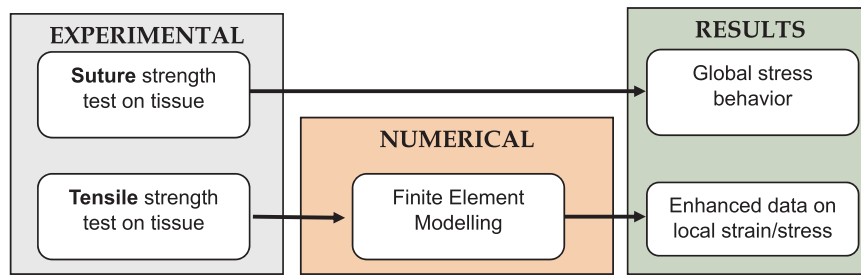 EXPERIMENTAL
Suture strength
test on tissue
Tensile strength
test on tissue
NUMERICAL
Finite Element
Modelling
RESULTS
Global stress
behavior
Enhanced data on
local strain/stress